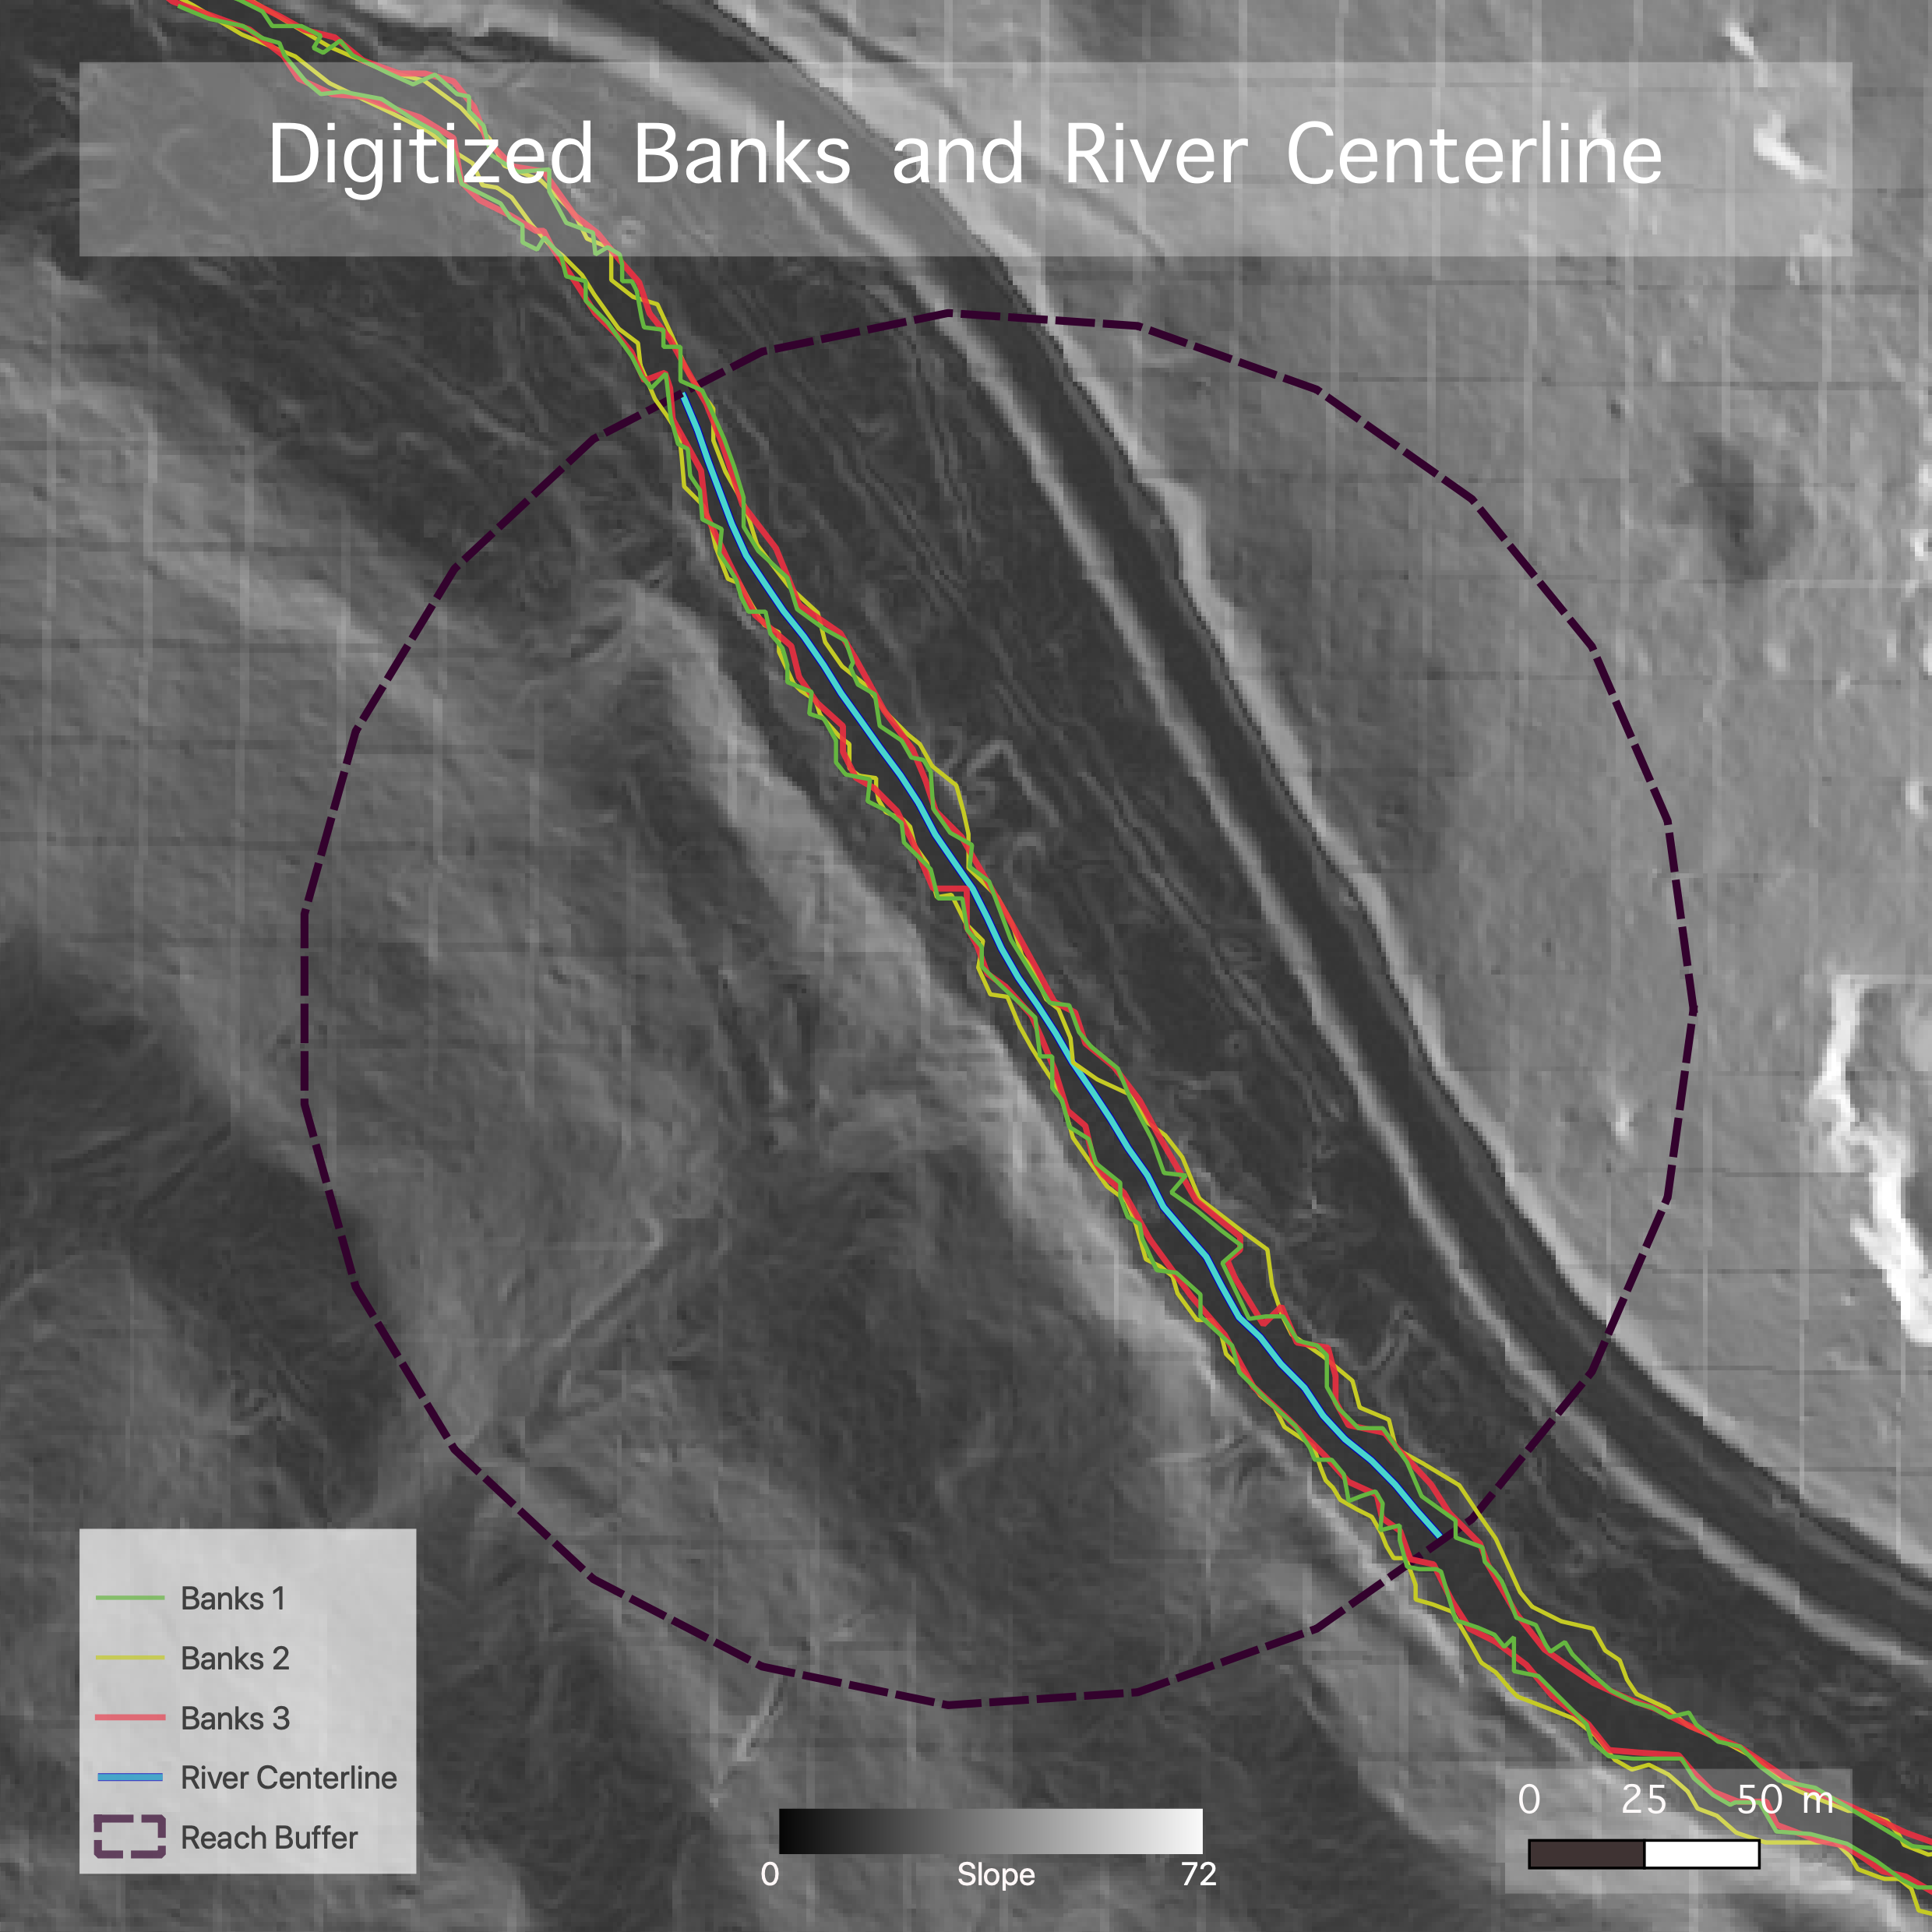 Digitized Banks and River Centerline
Banks 1
Banks 2
Banks 3
River Centerline
Reach Buffer
0 Slope 72
0 25 50 m